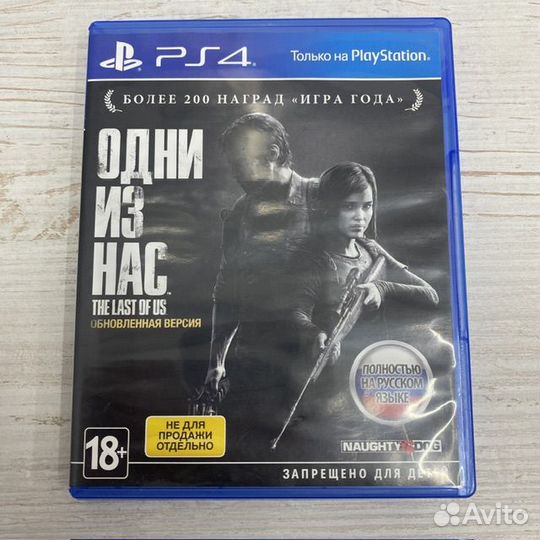 PS4
Только на PlayStation®
БОЛЕЕ 200 НАГРАД «ИГРА ГОДА»
ОДНИ
ИЗ
НАС
THE LAST OF US
ОБНОВЛЕННАЯ ВЕРСИЯ
ПОЛНОСТЬЮ
НА РУССКОМ
ЯЗЫКЕ
НЕ ДЛЯ
ПРОДАЖИ
ОТДЕЛЬНО
18+
NAUGHTY DOG
ЗАПРЕЩЕНО ДЛЯ ДЕТЕЙ
Avito